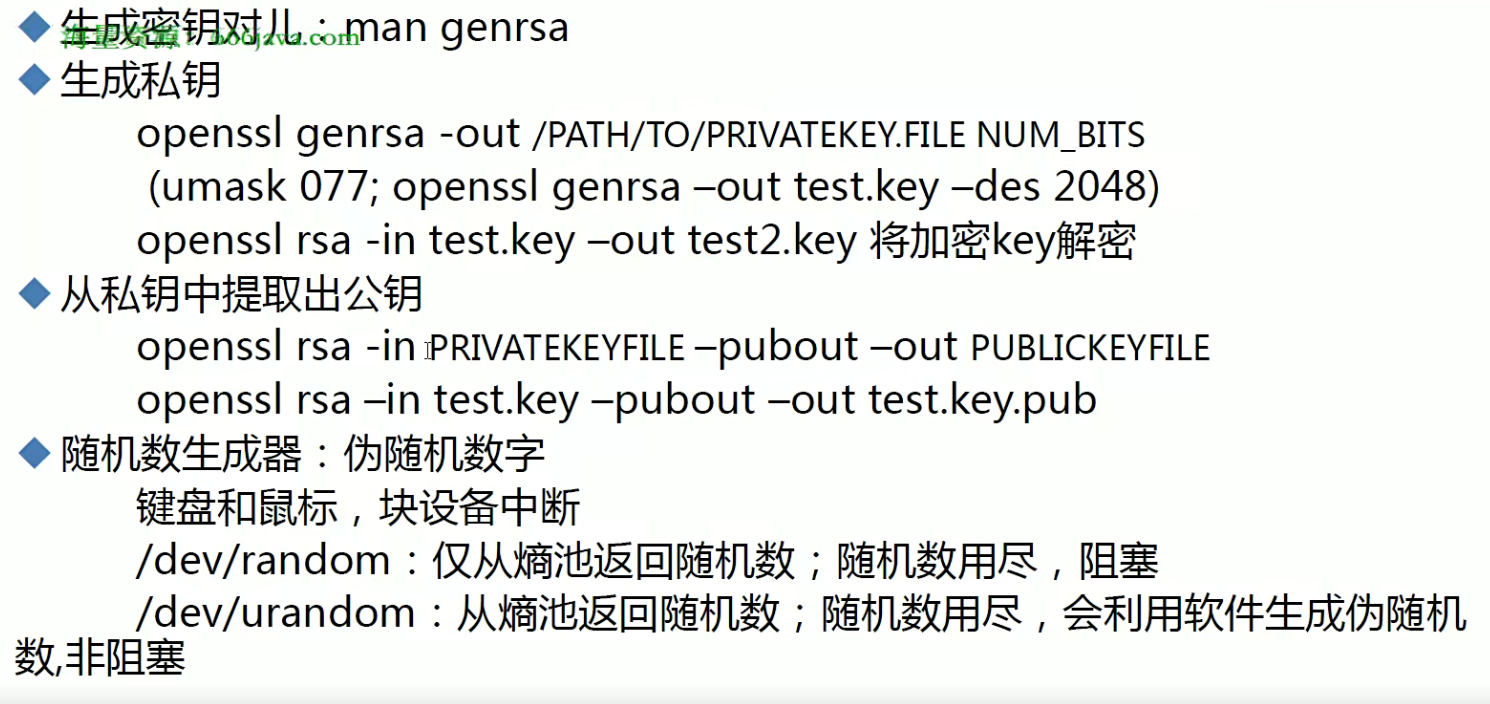 生成密钥对儿：man genrsa
海量资源：666java.com
生成私钥
openssl genrsa -out /PATH/TO/PRIVATEKEY.FILE NUM_BITS
(umask 077; openssl genrsa –out test.key –des 2048)
openssl rsa -in test.key –out test2.key 将加密key解密
从私钥中提取出公钥
openssl rsa -in PRIVATEKEYFILE –pubout –out PUBLICKEYFILE
openssl rsa –in test.key –pubout –out test.key.pub
随机数生成器：伪随机数字
键盘和鼠标，块设备中断
/dev/random：仅从熵池返回随机数；随机数用尽，阻塞
/dev/urandom：从熵池返回随机数；随机数用尽，会利用软件生成伪随机
数,非阻塞